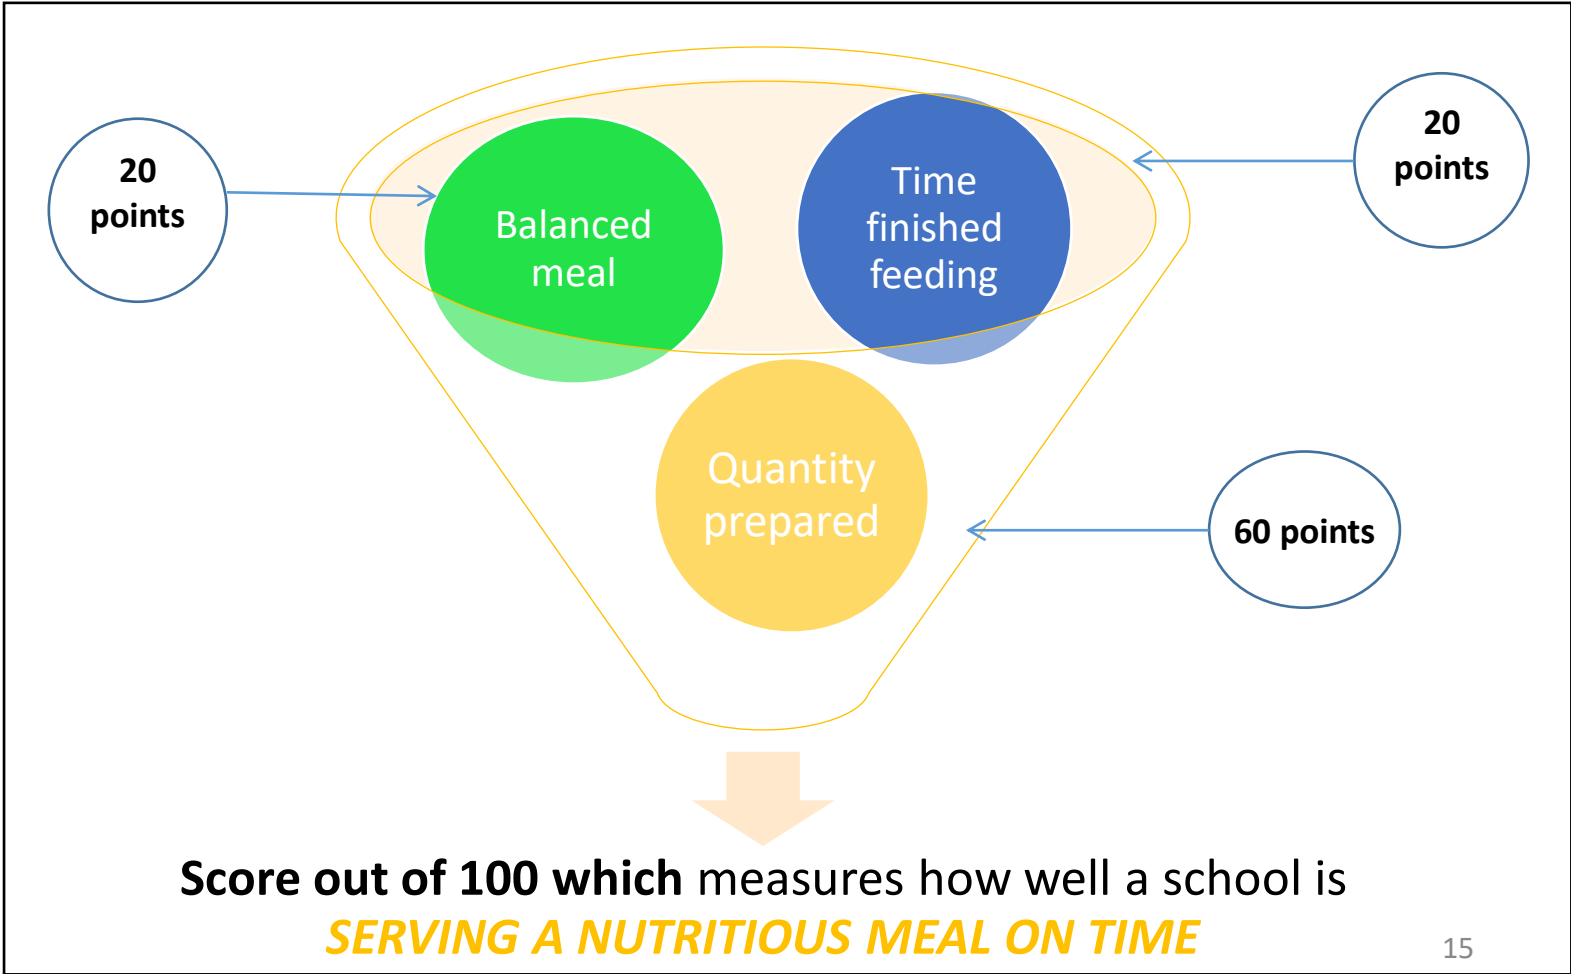 20
points
Balanced
meal
Time
finished
feeding
20
points
Quantity
prepared
60 points
Score out of 100 which measures how well a school is
SERVING A NUTRITIOUS MEAL ON TIME
15